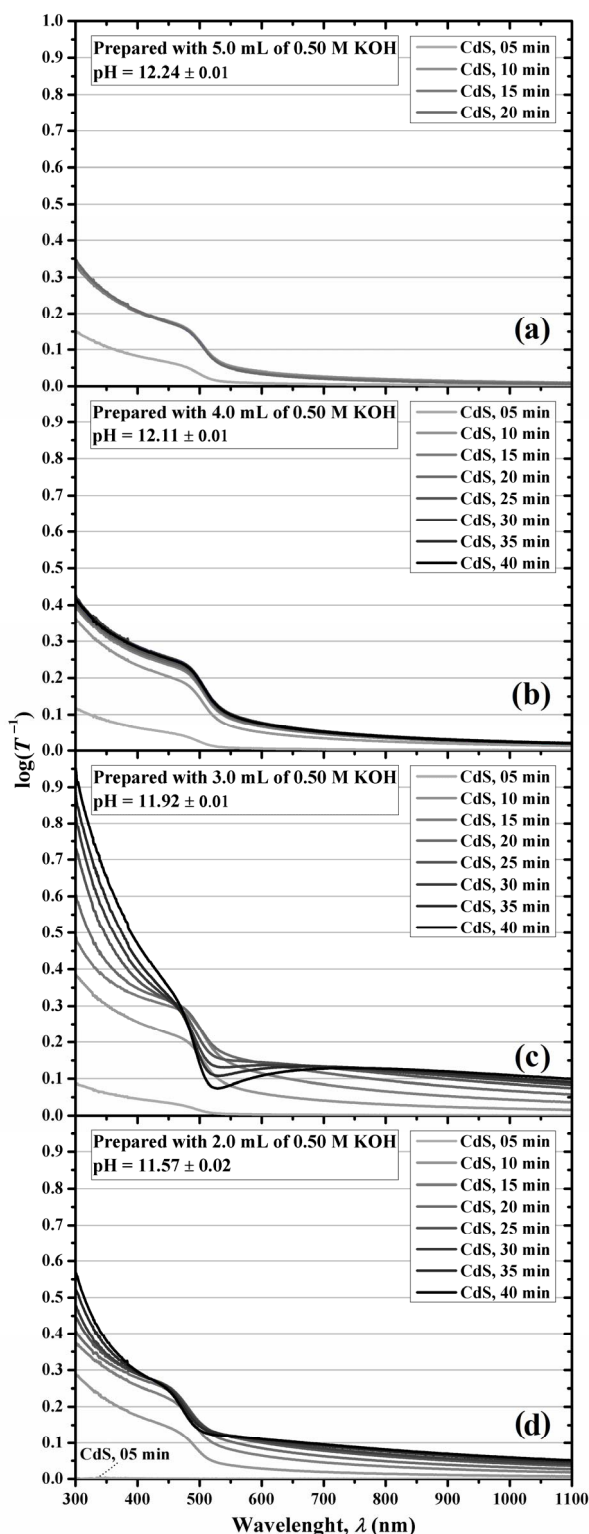 1.0
0.9
0.8
0.7
0.6
0.5
0.4
0.3
0.2
0.1
0.0
Prepared with 5.0 mL of 0.50 M KOH
pH = 12.24 ± 0.01
CdS, 05 min
CdS, 10 min
CdS, 15 min
CdS, 20 min
(a)
0.9
0.8
0.7
0.6
0.5
0.4
0.3
0.2
0.1
0.0
Prepared with 4.0 mL of 0.50 M KOH
pH = 12.11 ± 0.01
CdS, 05 min
CdS, 10 min
CdS, 15 min
CdS, 20 min
CdS, 25 min
CdS, 30 min
CdS, 35 min
CdS, 40 min
(b)
log(T⁻¹)
0.9
0.8
0.7
0.6
0.5
0.4
0.3
0.2
0.1
0.0
Prepared with 3.0 mL of 0.50 M KOH
pH = 11.92 ± 0.01
CdS, 05 min
CdS, 10 min
CdS, 15 min
CdS, 20 min
CdS, 25 min
CdS, 30 min
CdS, 35 min
CdS, 40 min
(c)
0.9
0.8
0.7
0.6
0.5
0.4
0.3
0.2
0.1
0.0
Prepared with 2.0 mL of 0.50 M KOH
pH = 11.57 ± 0.02
CdS, 05 min
CdS, 10 min
CdS, 15 min
CdS, 20 min
CdS, 25 min
CdS, 30 min
CdS, 35 min
CdS, 40 min
CdS, 05 min
(d)
300 400 500 600 700 800 900 1000 1100
Wavelenght, λ (nm)